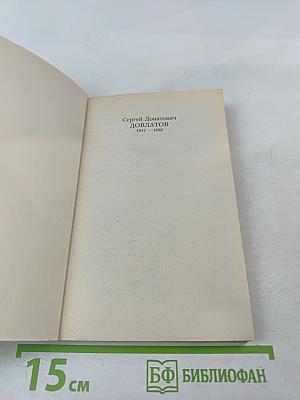 Сергей Донатович
ДОВЛАТОВ
1941 — 1990
15 см
БФ БИБЛИОФАН